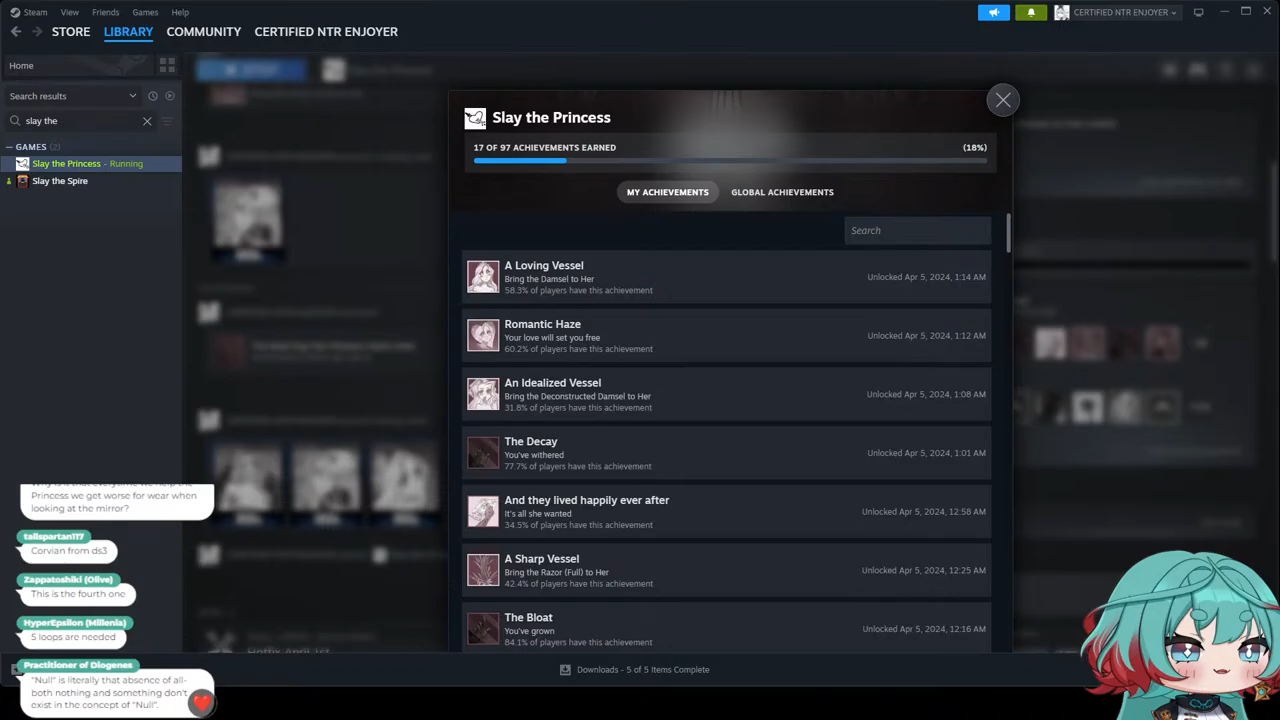 Steam View Friends Games Help
CERTIFIED NTR ENJOYER
STORE LIBRARY COMMUNITY CERTIFIED NTR ENJOYER
Home
Search results
slay the
GAMES (2)
Slay the Princess - Running
Slay the Spire
Slay the Princess
17 OF 97 ACHIEVEMENTS EARNED (18%)
MY ACHIEVEMENTS GLOBAL ACHIEVEMENTS
Search
A Loving Vessel
Bring the Damsel to Her
58.3% of players have this achievement
Unlocked Apr 5, 2024, 1:14 AM
Romantic Haze
Your love will set you free
60.2% of players have this achievement
Unlocked Apr 5, 2024, 1:12 AM
An Idealized Vessel
Bring the Deconstructed Damsel to Her
31.8% of players have this achievement
Unlocked Apr 5, 2024, 1:08 AM
The Decay
You've withered
77.7% of players have this achievement
Unlocked Apr 5, 2024, 1:01 AM
And they lived happily ever after
It's all she wanted
34.5% of players have this achievement
Unlocked Apr 5, 2024, 12:58 AM
A Sharp Vessel
Bring the Razor (Full) to Her
42.4% of players have this achievement
Unlocked Apr 5, 2024, 12:25 AM
The Bloat
You've grown
84.1% of players have this achievement
Unlocked Apr 5, 2024, 12:16 AM
Why is it that everytime we help the
Princess we get worse for wear when
looking at the mirror?
tallspartan117
Corvian from ds3
Zappatoshiki (Olive)
This is the fourth one
HyperEpsilon (Millenia)
5 loops are needed
Practitioner of Diogenes
"Null" is literally that absence of all-
both nothing and something don't
exist in the concept of "Null".
Downloads - 5 of 5 Items Complete